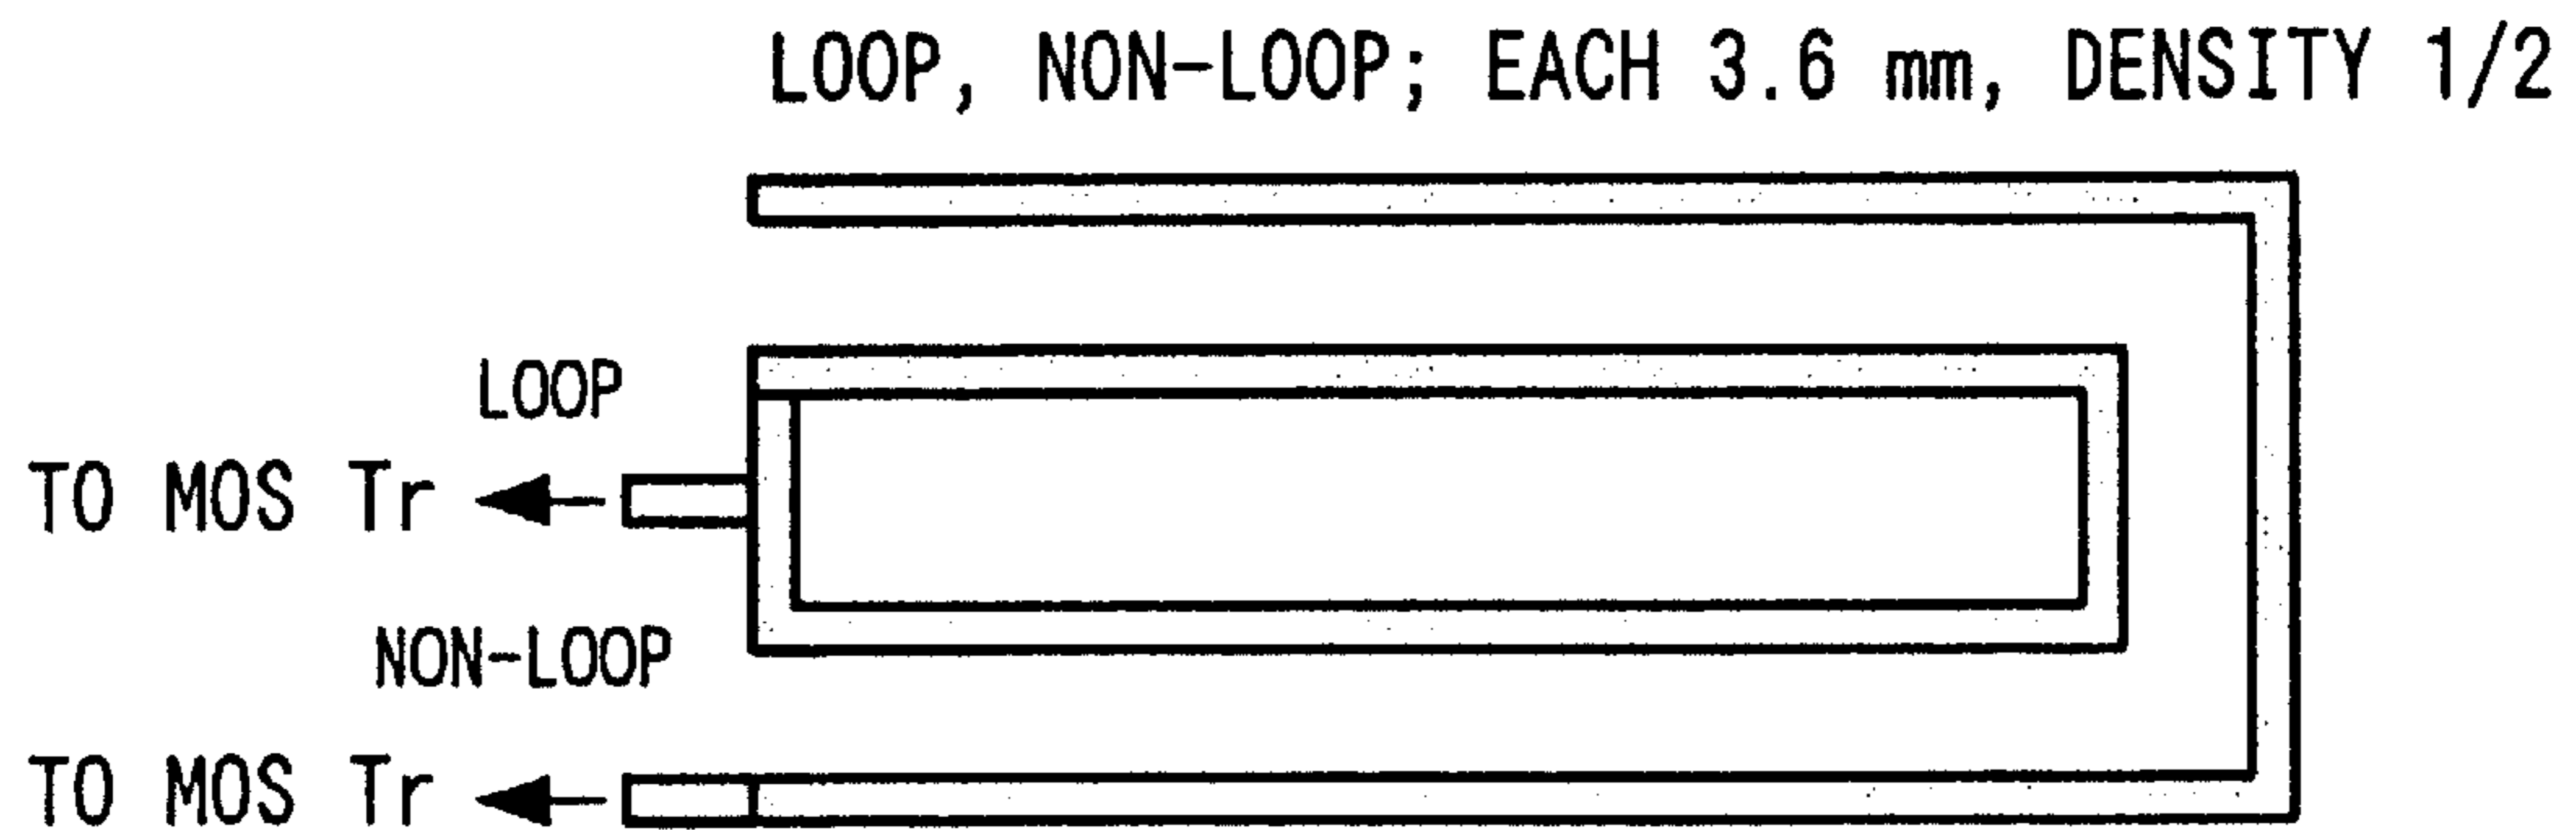 LOOP, NON-LOOP; EACH 3.6 mm, DENSITY 1/2
LOOP
TO MOS Tr
NON-LOOP
TO MOS Tr